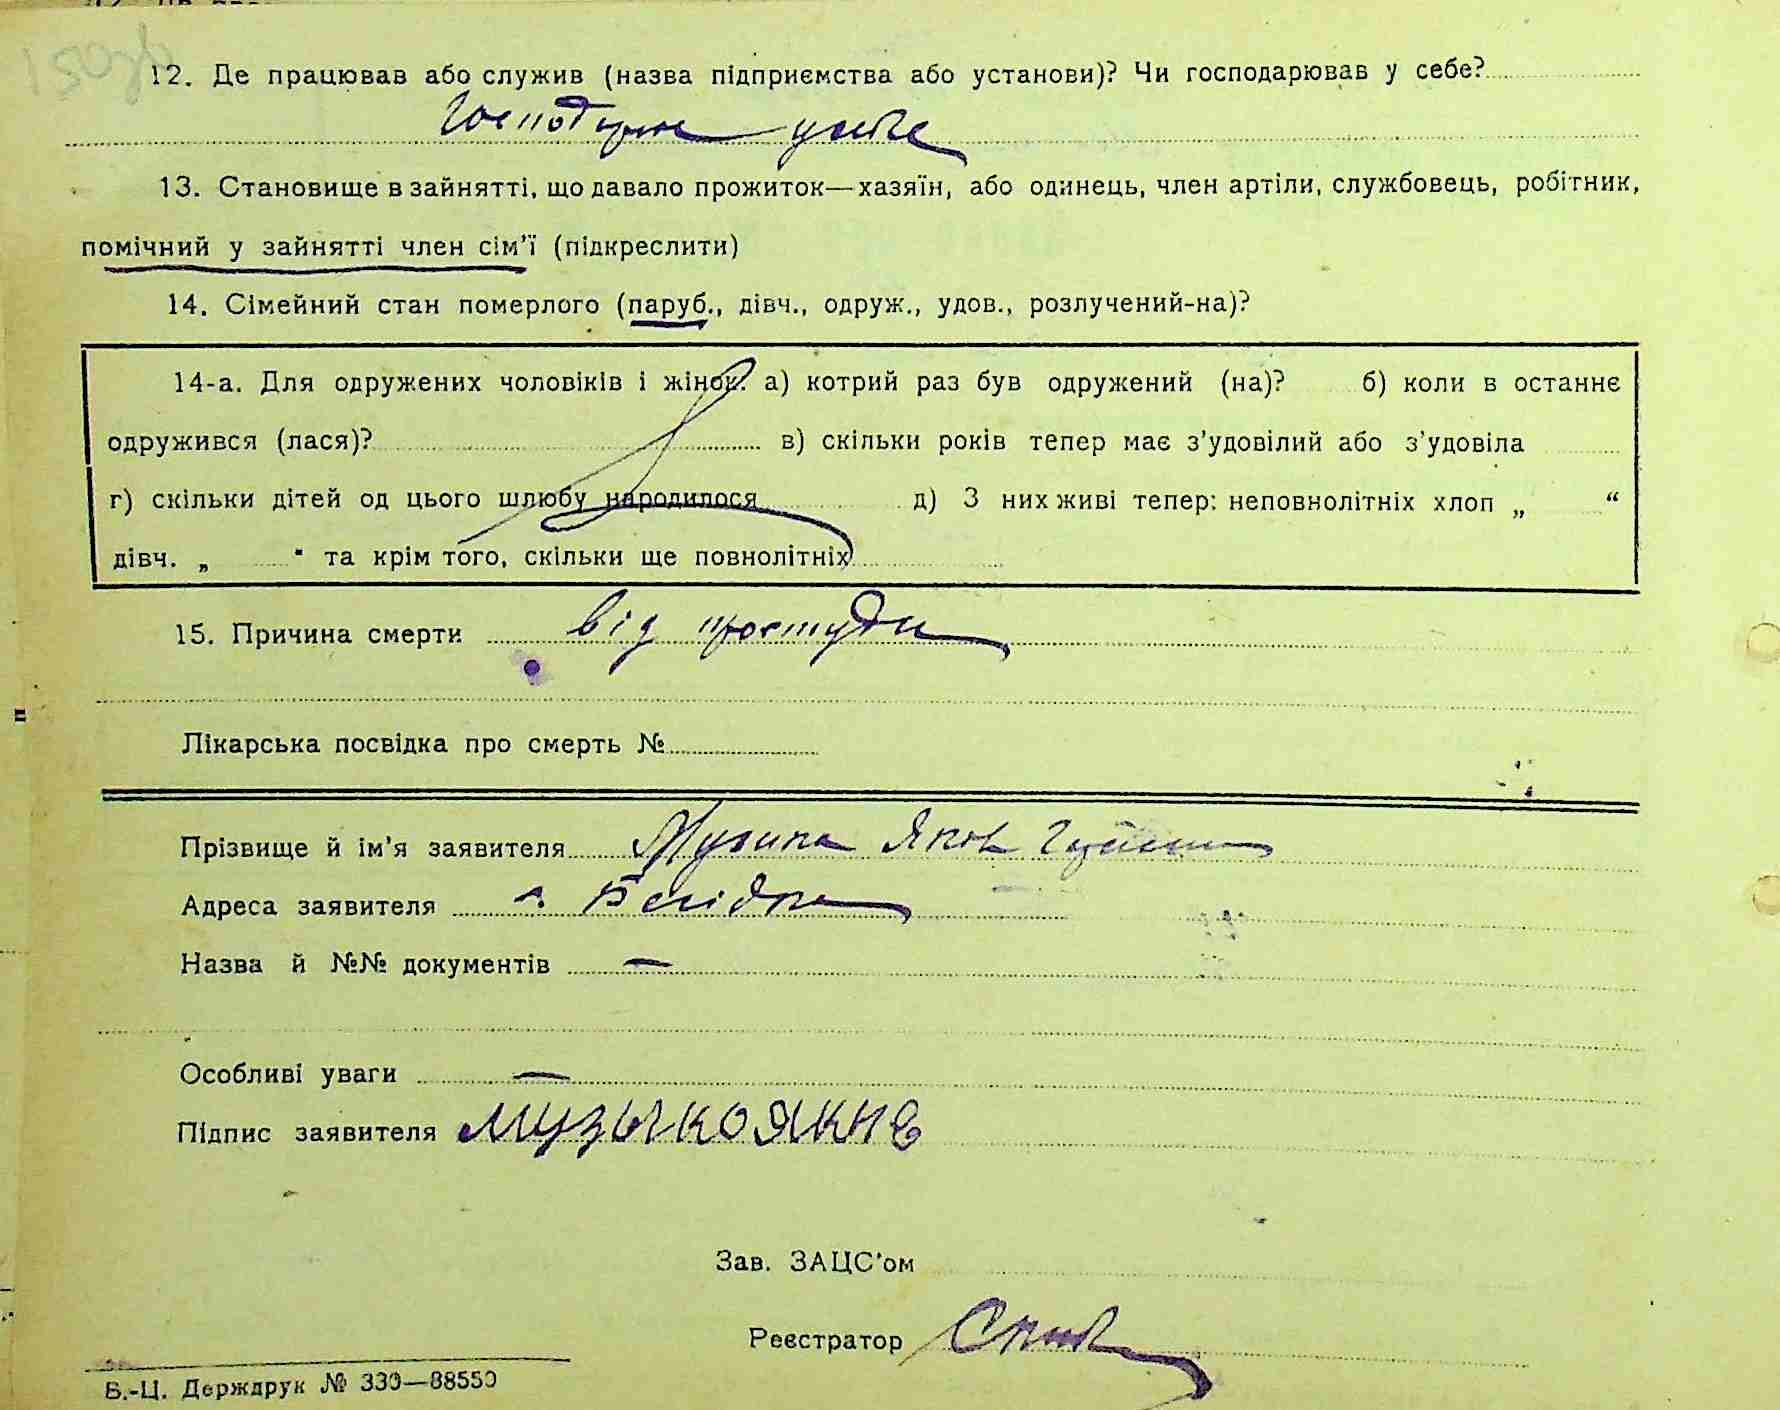 12. Де працював або служив (назва підприємства або установи)? Чи господарював у себе?
у себе
13. Становище в зайнятті, що давало прожиток—хазяїн, або одинець, член артіли, службовець, робітник,
помічний у зайнятті член сім'ї (підкреслити)
14. Сімейний стан померлого (паруб., дівч., одруж., удов., розлучений-на)?
14-а. Для одружених чоловіків і жінок: а) котрий раз був одружений (на)? б) коли в останнє
одружився (лася)? в) скільки років тепер має з'удовілий або з'удовіла
г) скільки дітей од цього шлюбу народилося д) З них живі тепер: неповнолітніх хлоп „ “
дівч. „ “ та крім того, скільки ще повнолітніх
15. Причина смерти від простуди
Лікарська посвідка про смерть №
Прізвище й ім'я заявителя Музика Яков
Адреса заявителя с.
Назва й №№ документів —
Особливі уваги —
Підпис заявителя
Зав. ЗАЦС'ом
Реєстратор
Б.-Ц. Держдрук № 330—88550